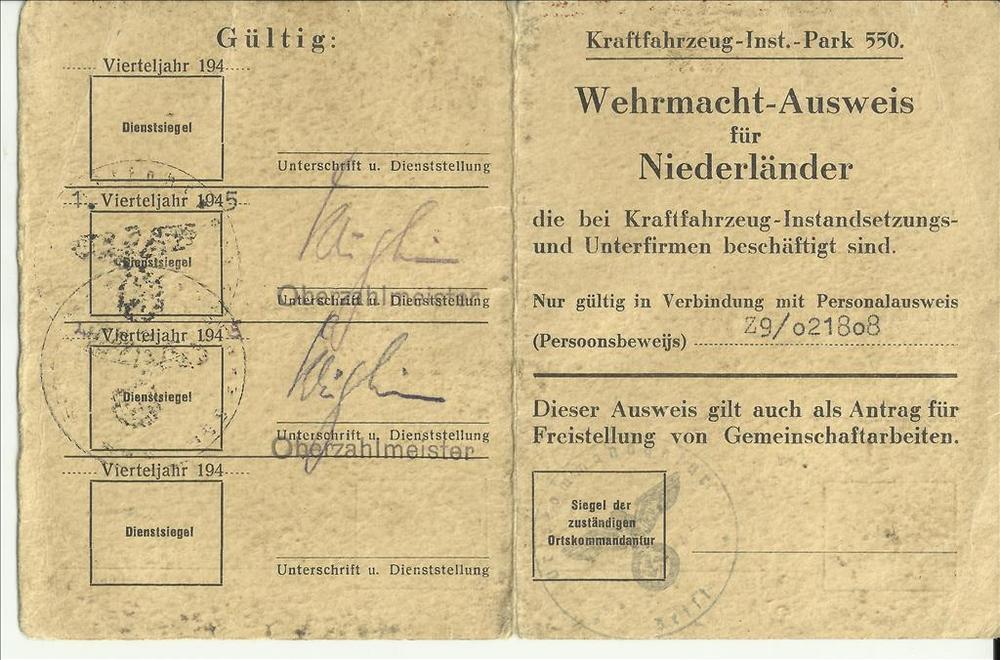 Gültig:
Vierteljahr 194
Dienstsiegel
Unterschrift u. Dienststellung
1. Vierteljahr 1945
Dienstsiegel
Oberzahlmeister
Unterschrift u. Dienststellung
Vierteljahr 1945
Dienstsiegel
Unterschrift u. Dienststellung
Oberzahlmeister
Vierteljahr 194
Dienstsiegel
Unterschrift u. Dienststellung
Kraftfahrzeug-Inst.-Park 550.
Wehrmacht-Ausweis
für
Niederländer
die bei Kraftfahrzeug-Instandsetzungs-
und Unterfirmen beschäftigt sind.
Nur gültig in Verbindung mit Personalausweis
(Persoonsbeweijs) Z9/o218o8
Dieser Ausweis gilt auch als Antrag für
Freistellung von Gemeinschaftarbeiten.
Siegel der
zuständigen
Ortskommandantur